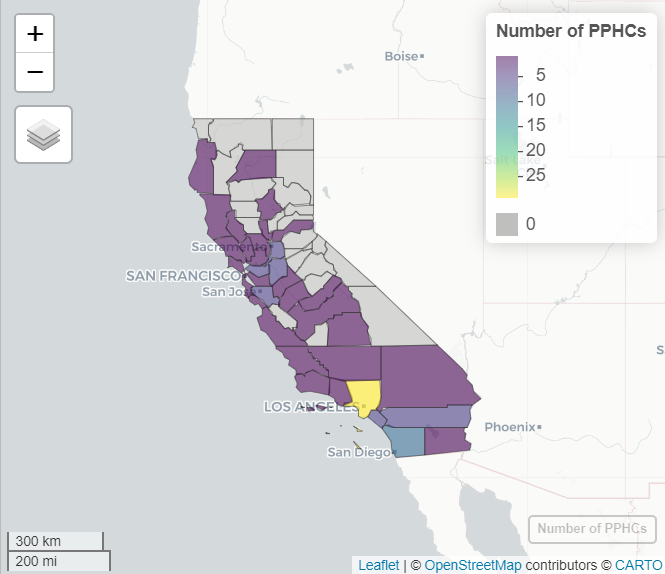 +
−
Number of PPHCs
5
10
15
20
25
0
Boise
Salt Lake
Sacramento
SAN FRANCISCO
San Jose
LOS ANGELES
Phoenix
San Diego
S
Number of PPHCs
300 km
200 mi
Leaflet | © OpenStreetMap contributors © CARTO